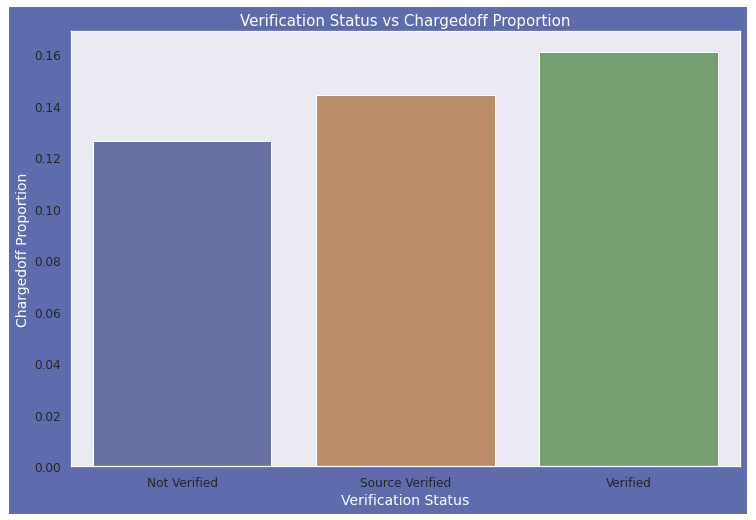 Verification Status vs Chargedoff Proportion
Chargedoff Proportion
0.16
0.14
0.12
0.10
0.08
0.06
0.04
0.02
0.00
Not Verified Source Verified Verified
Verification Status